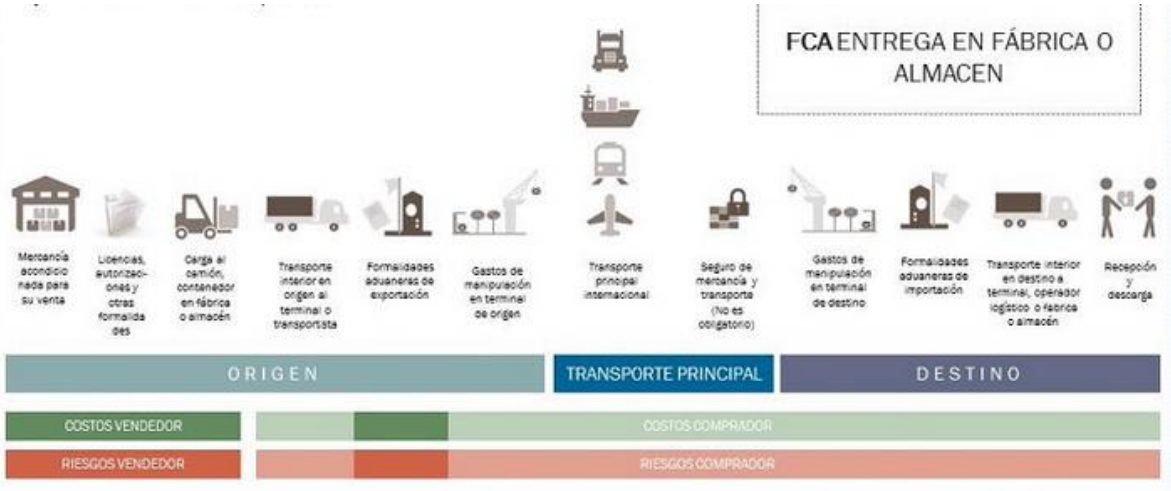 FCA ENTREGA EN FÁBRICA O
ALMACEN
Mercancía
acondicio
nada para
su venta
Licencias,
autorizaci-
ones y
otras
formalida
des
Carga al
camión,
contenedor
en fábrica
o almacén
Transporte
interior en
origen al
terminal o
transportista
Formalidades
aduaneras de
exportación
Gastos de
manipulación
en terminal
de origen
Transporte
principal
internacional
Seguro de
mercancía y
transporte
(No es
obligatorio)
Gastos de
manipulación
en terminal
de destino
Formalidades
aduaneras de
importación
Transporte interior
en destino a
terminal, operador
logístico o fabrica
o almacén
Recepción
y
descarga
ORIGEN
TRANSPORTE PRINCIPAL
DESTINO
COSTOS VENDEDOR
COSTOS COMPRADOR
RIESGOS VENDEDOR
RIESGOS COMPRADOR